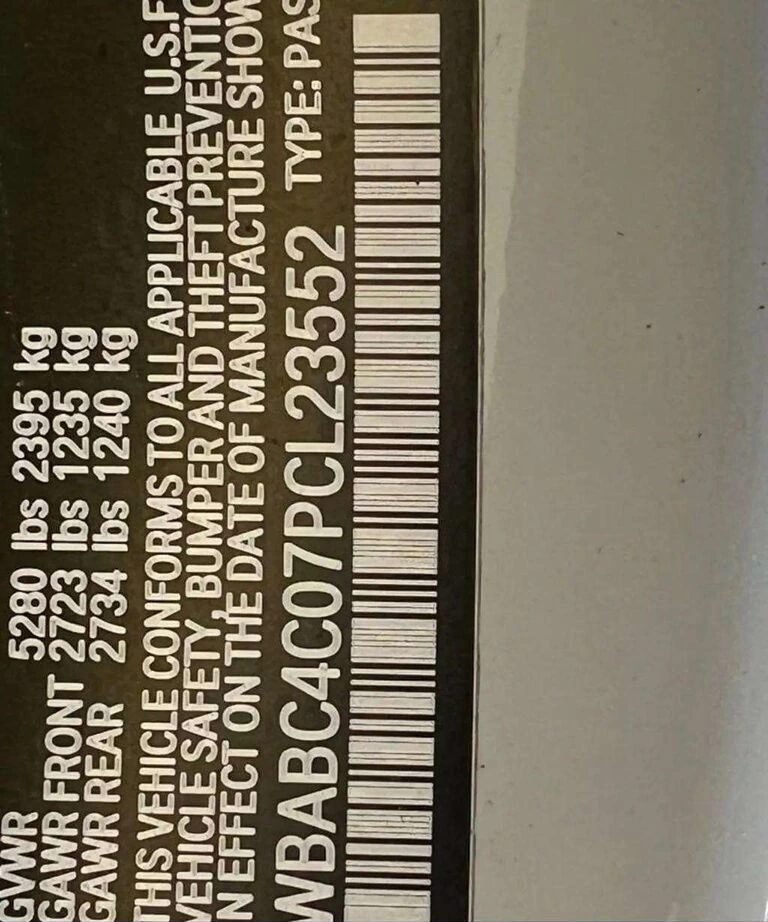 GVWR 5280 lbs 2395 kg
GAWR FRONT 2723 lbs 1235 kg
GAWR REAR 2734 lbs 1240 kg
THIS VEHICLE CONFORMS TO ALL APPLICABLE U.S.F
VEHICLE SAFETY, BUMPER AND THEFT PREVENTIO
IN EFFECT ON THE DATE OF MANUFACTURE SHOW
WBABC4C07PCL23552 TYPE: PAS